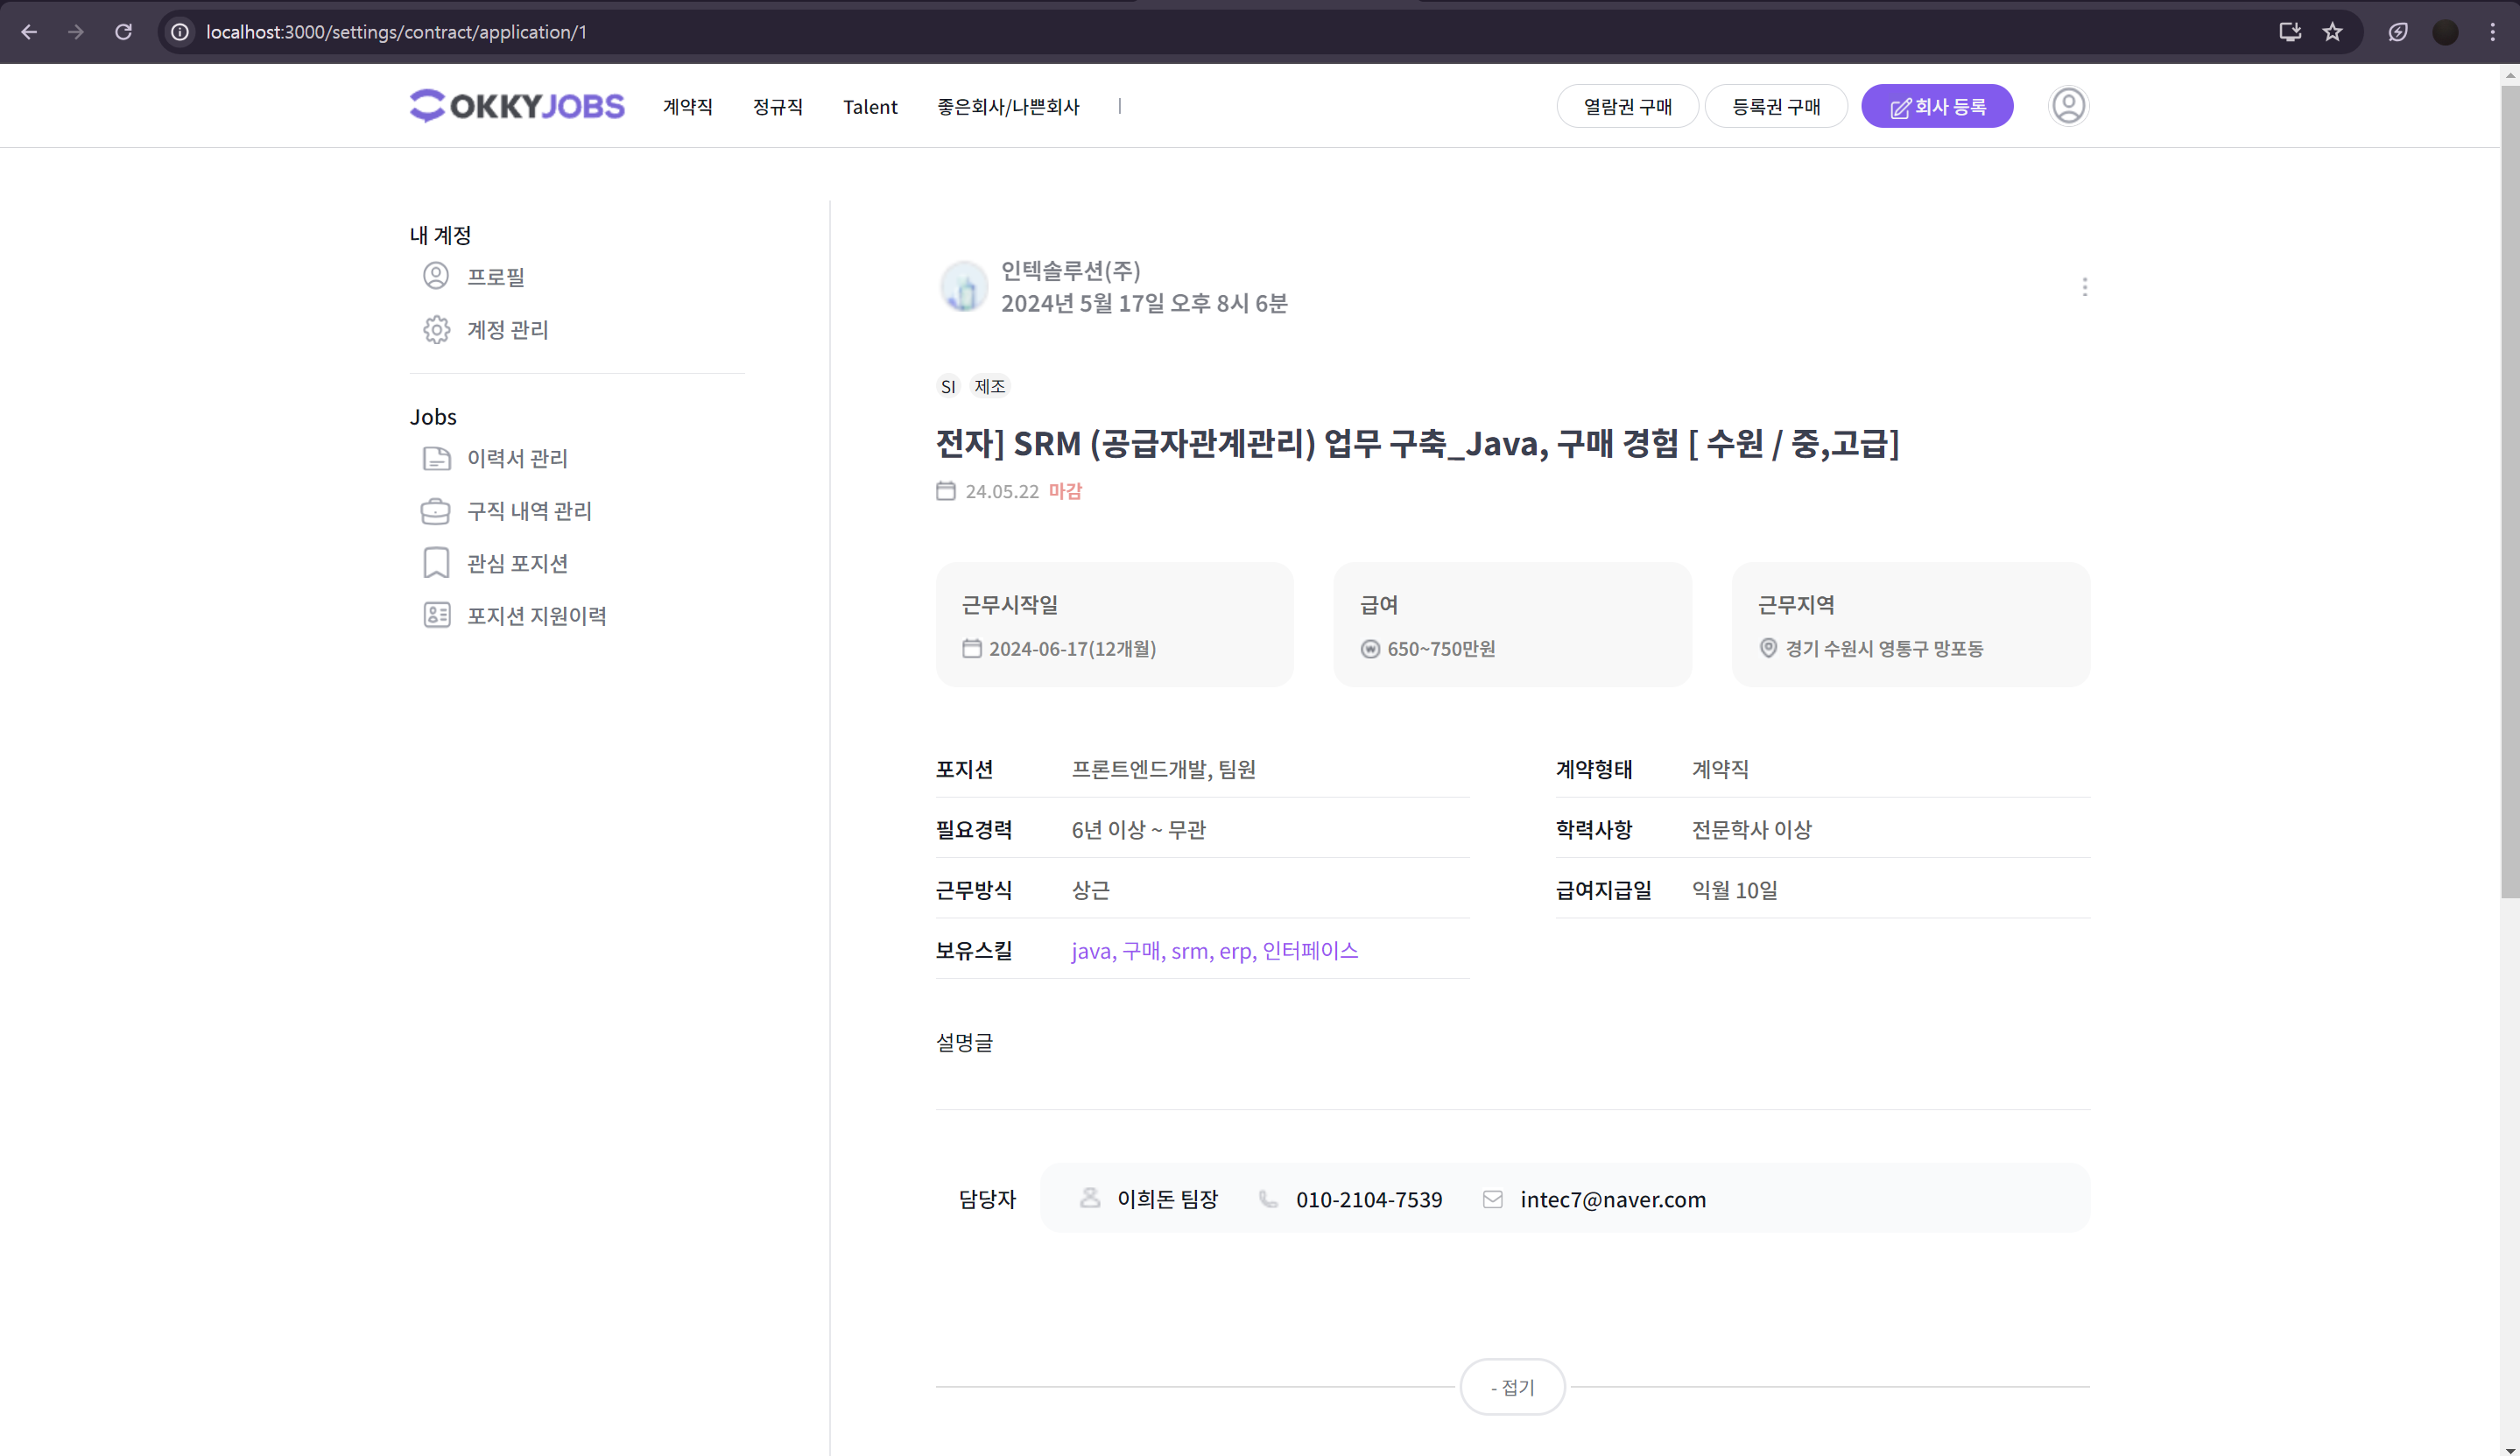 localhost:3000/settings/contract/application/1
OKKYJOBS 계약직 정규직 Talent 좋은회사/나쁜회사 | 열람권 구매 등록권 구매 회사 등록
내 계정
프로필
계정 관리
Jobs
이력서 관리
구직 내역 관리
관심 포지션
포지션 지원이력
인텍솔루션(주)
2024년 5월 17일 오후 8시 6분
SI 제조
전자] SRM (공급자관계관리) 업무 구축_Java, 구매 경험 [ 수원 / 중,고급]
24.05.22 마감
근무시작일
2024-06-17(12개월)
급여
650~750만원
근무지역
경기 수원시 영통구 망포동
포지션 프론트엔드개발, 팀원
계약형태 계약직
필요경력 6년 이상 ~ 무관
학력사항 전문학사 이상
근무방식 상근
급여지급일 익월 10일
보유스킬 java, 구매, srm, erp, 인터페이스
설명글
담당자 이희돈 팀장 010-2104-7539 intec7@naver.com
- 접기